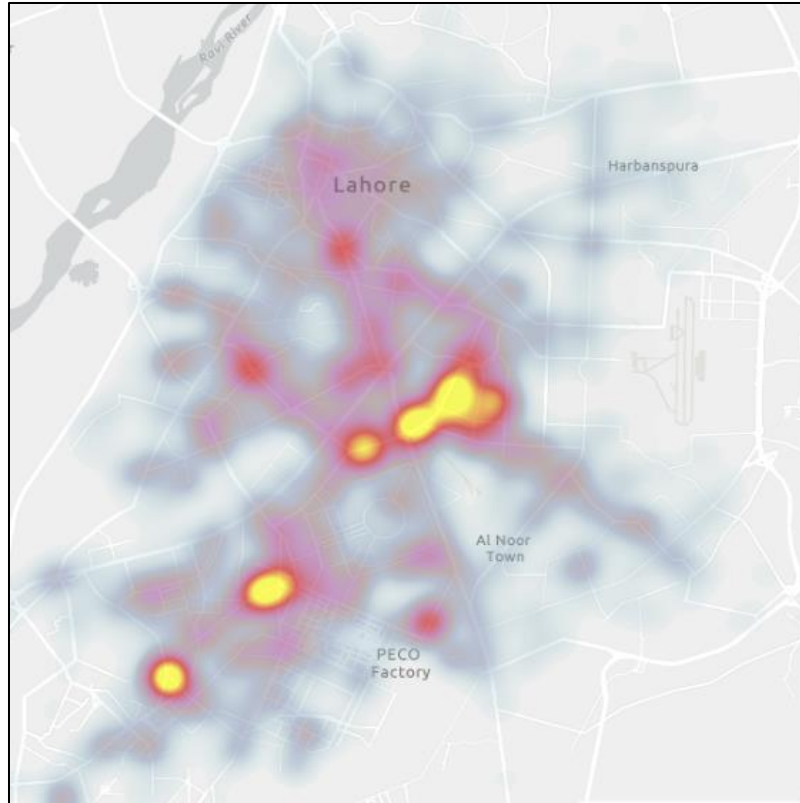 Ravi River
Lahore
Harbanspura
Al Noor
Town
PECO
Factory